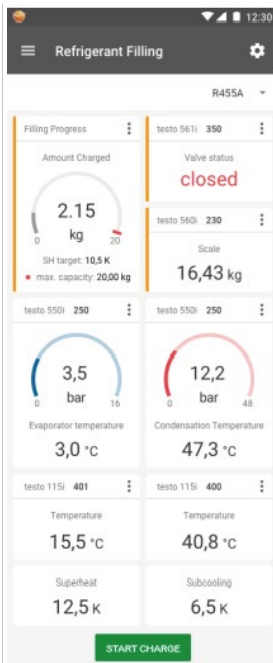 12:30
Refrigerant Filling
R455A
Filling Progress
Amount Charged
2.15
kg
0 20
SH target: 10,5 K
max. capacity: 20,00 kg
testo 561i 350
Valve status
closed
testo 560i 230
Scale
16,43 kg
testo 550i 250
3,5
bar
0 16
Evaporator temperature
3,0 °C
testo 550i 250
12,2
bar
0 48
Condensation Temperature
47,3 °C
testo 115i 401
Temperature
15,5 °C
testo 115i 400
Temperature
40,8 °C
Superheat
12,5 K
Subcooling
6,5 K
START CHARGE